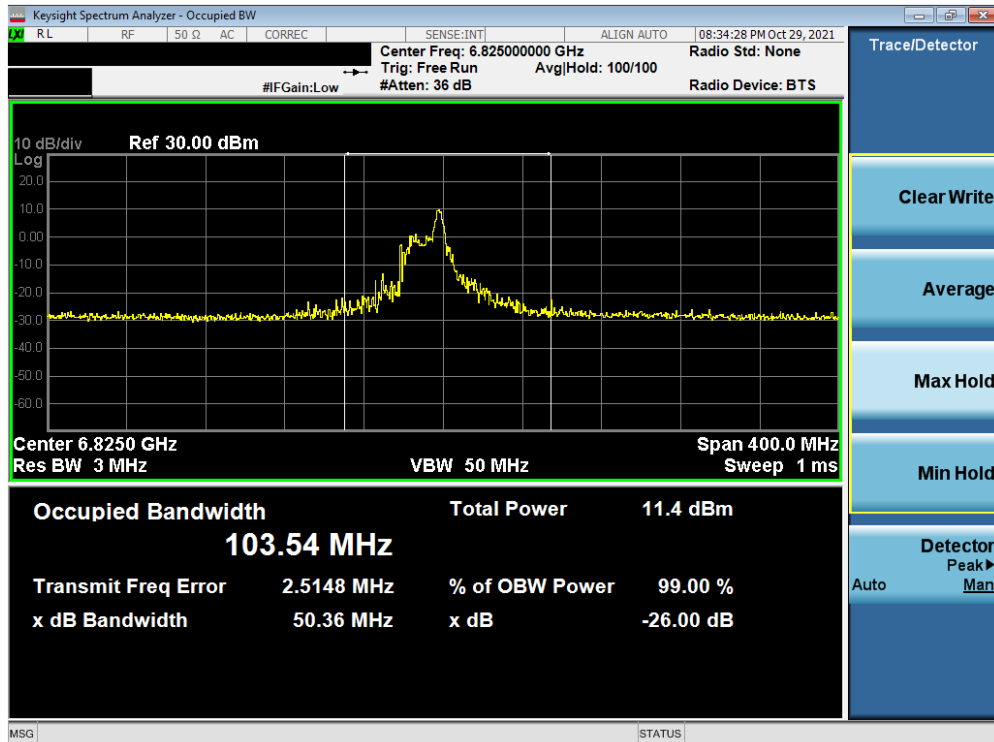 Keysight Spectrum Analyzer - Occupied BW
LXI RL RF 50 Ω AC CORREC SENSE:INT ALIGN AUTO 08:34:28 PM Oct 29, 2021
Center Freq: 6.825000000 GHz Radio Std: None
Trig: Free Run Avg|Hold: 100/100
#IFGain:Low #Atten: 36 dB Radio Device: BTS
Trace/Detector
10 dB/div Ref 30.00 dBm
Log
20.0
10.0
0.00
-10.0
-20.0
-30.0
-40.0
-50.0
-60.0
Center 6.8250 GHz Span 400.0 MHz
Res BW 3 MHz VBW 50 MHz Sweep 1 ms
Occupied Bandwidth Total Power 11.4 dBm
103.54 MHz
Transmit Freq Error 2.5148 MHz % of OBW Power 99.00 %
x dB Bandwidth 50.36 MHz x dB -26.00 dB
Clear Write
Average
Max Hold
Min Hold
Detector
Peak▶
Auto Man
MSG STATUS